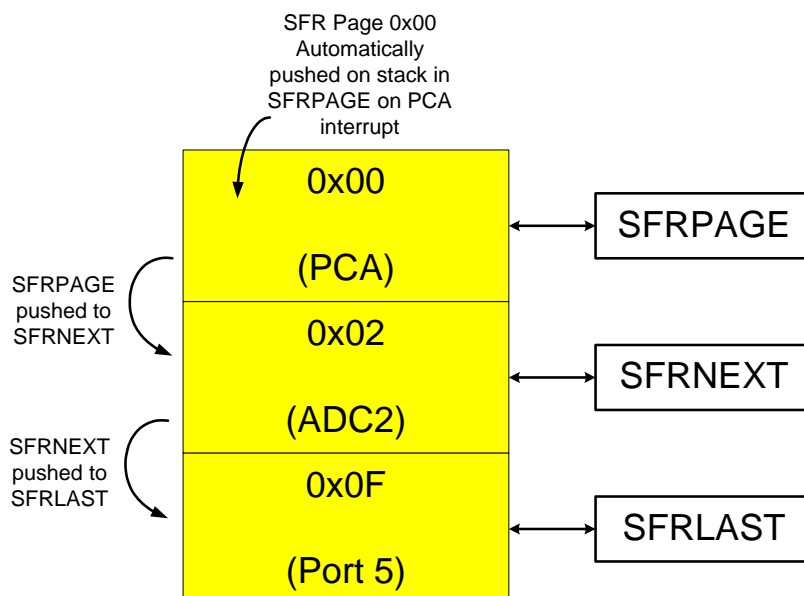 SFR Page 0x00
Automatically
pushed on stack in
SFRPAGE on PCA
interrupt
0x00
(PCA)
SFRPAGE
SFRPAGE
pushed to
SFRNEXT
0x02
(ADC2)
SFRNEXT
SFRNEXT
pushed to
SFRLAST
0x0F
(Port 5)
SFRLAST